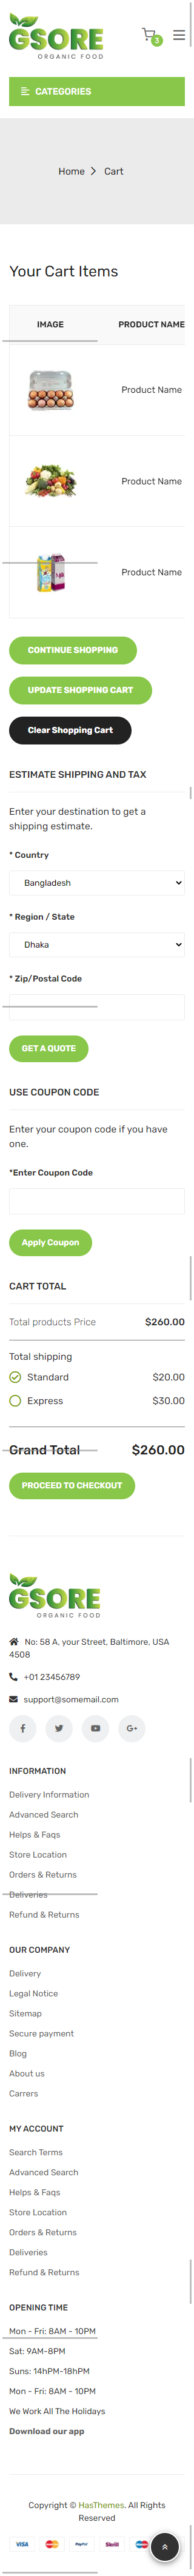 GSORE
ORGANIC FOOD
3
CATEGORIES
Home > Cart
Your Cart Items
IMAGE PRODUCT NAME
Product Name
Product Name
Product Name
CONTINUE SHOPPING
UPDATE SHOPPING CART
Clear Shopping Cart
ESTIMATE SHIPPING AND TAX
Enter your destination to get a
shipping estimate.
* Country
Bangladesh
* Region / State
Dhaka
* Zip/Postal Code
GET A QUOTE
USE COUPON CODE
Enter your coupon code if you have
one.
*Enter Coupon Code
Apply Coupon
CART TOTAL
Total products Price $260.00
Total shipping
Standard $20.00
Express $30.00
Grand Total $260.00
PROCEED TO CHECKOUT
GSORE
ORGANIC FOOD
No: 58 A, your Street, Baltimore, USA
4508
+01 23456789
support@somemail.com
INFORMATION
Delivery Information
Advanced Search
Helps & Faqs
Store Location
Orders & Returns
Deliveries
Refund & Returns
OUR COMPANY
Delivery
Legal Notice
Sitemap
Secure payment
Blog
About us
Carrers
MY ACCOUNT
Search Terms
Advanced Search
Helps & Faqs
Store Location
Orders & Returns
Deliveries
Refund & Returns
OPENING TIME
Mon - Fri: 8AM - 10PM
Sat: 9AM-8PM
Suns: 14hPM-18hPM
Mon - Fri: 8AM - 10PM
We Work All The Holidays
Download our app
Copyright © HasThemes. All Rights
Reserved
VISA PayPal Skrill